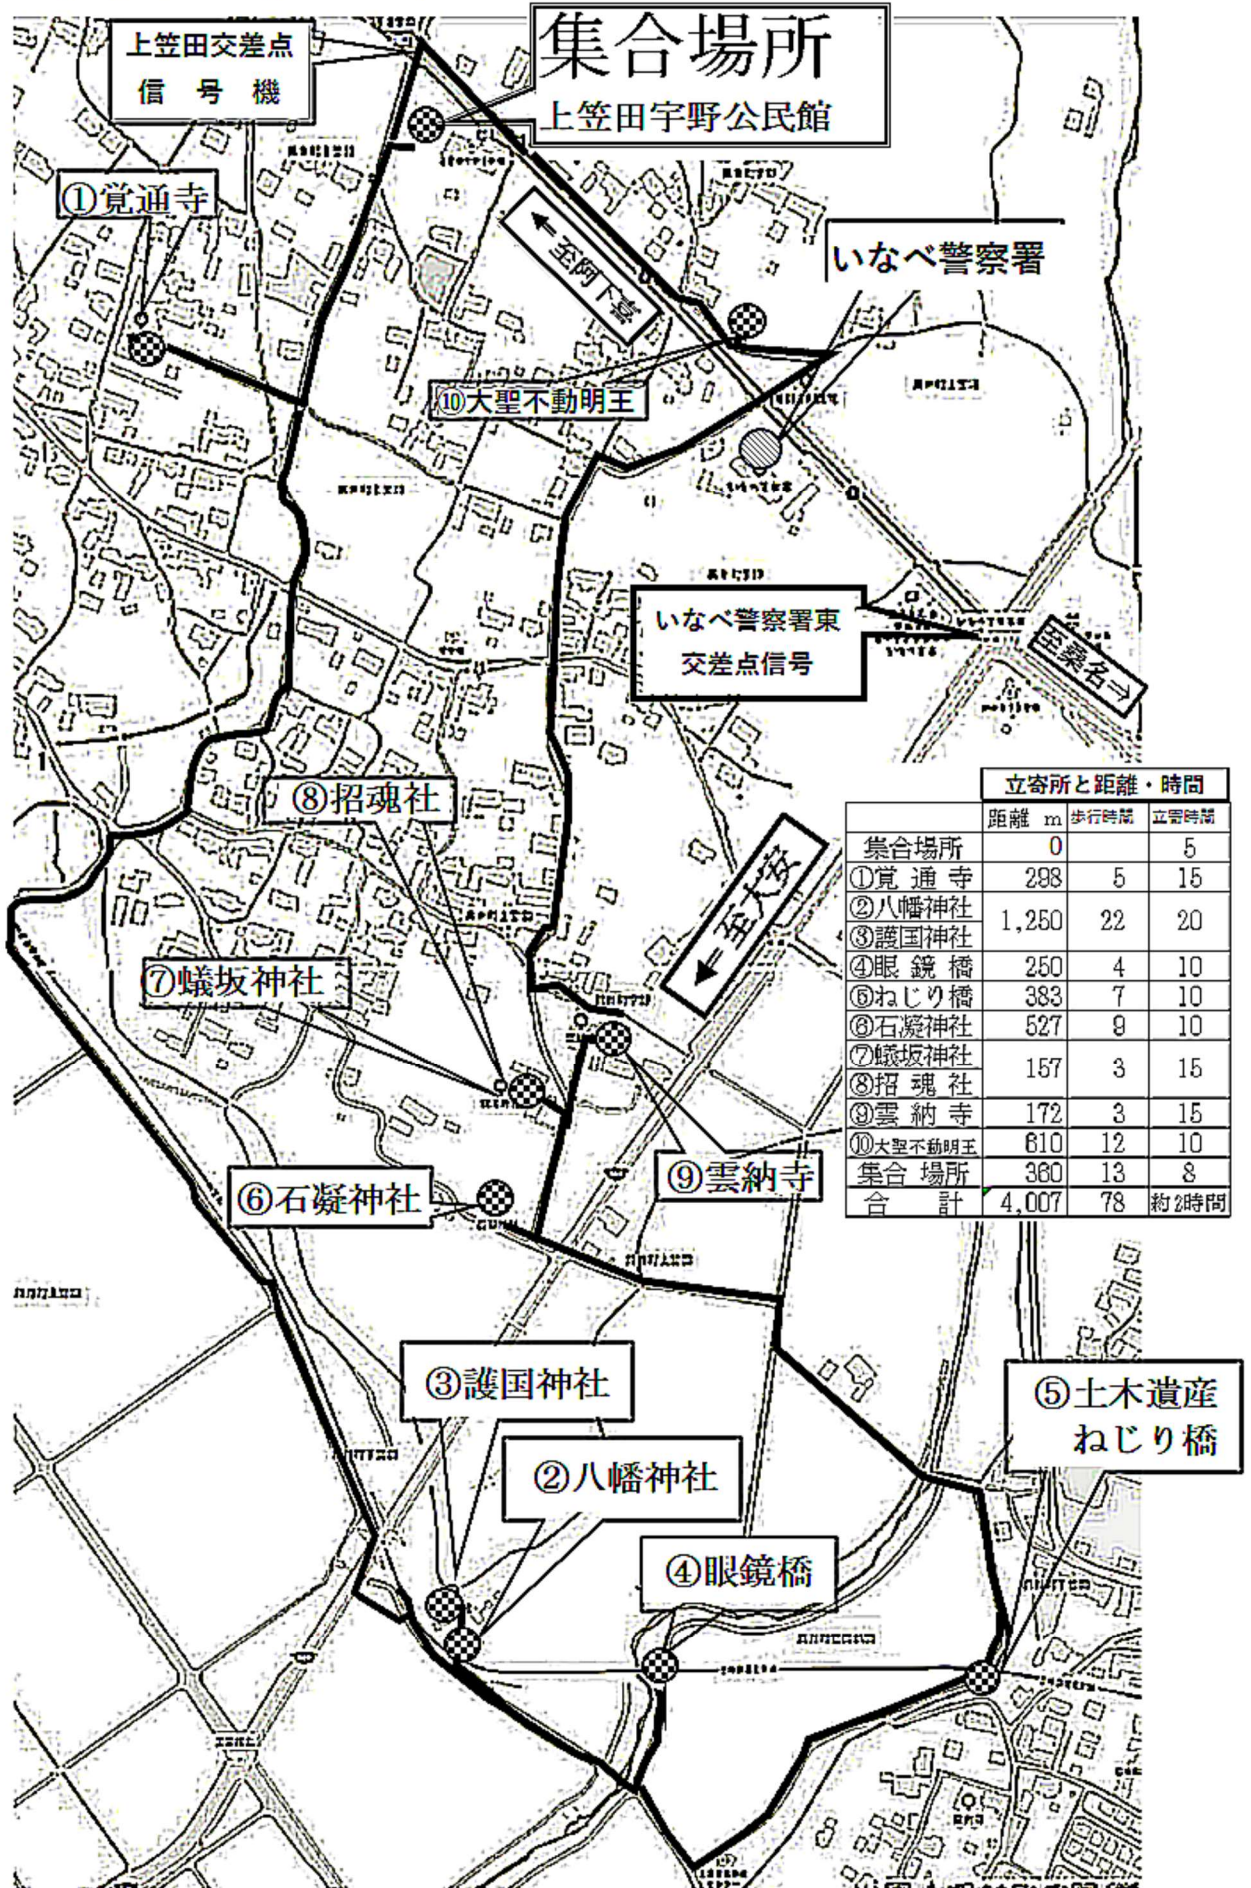 集合場所
上笠田宇野公民館
上笠田交差点
信号機
①覚通寺
←至阿下喜
いなべ警察署
⑩大聖不動明王
いなべ警察署東
交差点信号
至桑名⇒
⑧招魂社
←至大安
⑦蟻坂神社
⑨雲納寺
⑥石凝神社
③護国神社
②八幡神社
⑤土木遺産
ねじり橋
④眼鏡橋
立寄所と距離・時間
距離 m 歩行時間 立寄時間
集合場所 0 5
①覚通寺 298 5 15
②八幡神社
③護国神社 1,250 22 20
④眼鏡橋 250 4 10
⑤ねじり橋 383 7 10
⑥石凝神社 527 9 10
⑦蟻坂神社
⑧招魂社 157 3 15
⑨雲納寺 172 3 15
⑩大聖不動明王 610 12 10
集合場所 360 13 8
合計 4,007 78 約2時間